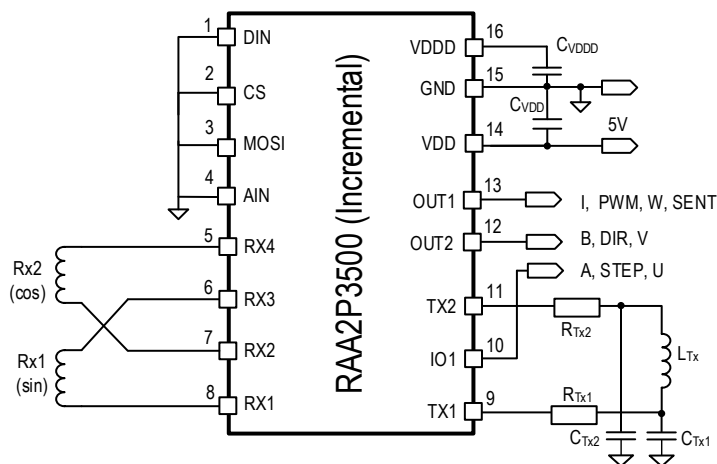 1
DIN
2
CS
3
MOSI
4
AIN
5
RX4
6
RX3
7
RX2
8
RX1
Rx2
(cos)
Rx1
(sin)
RAA2P3500 (Incremental)
16
VDDD
CVDDD
15
GND
CVDD
14
VDD
5V
13
OUT1
I, PWM, W, SENT
12
OUT2
B, DIR, V
A, STEP, U
11
TX2
RTx2
10
IO1
LTx
9
TX1
RTx1
CTx2
CTx1